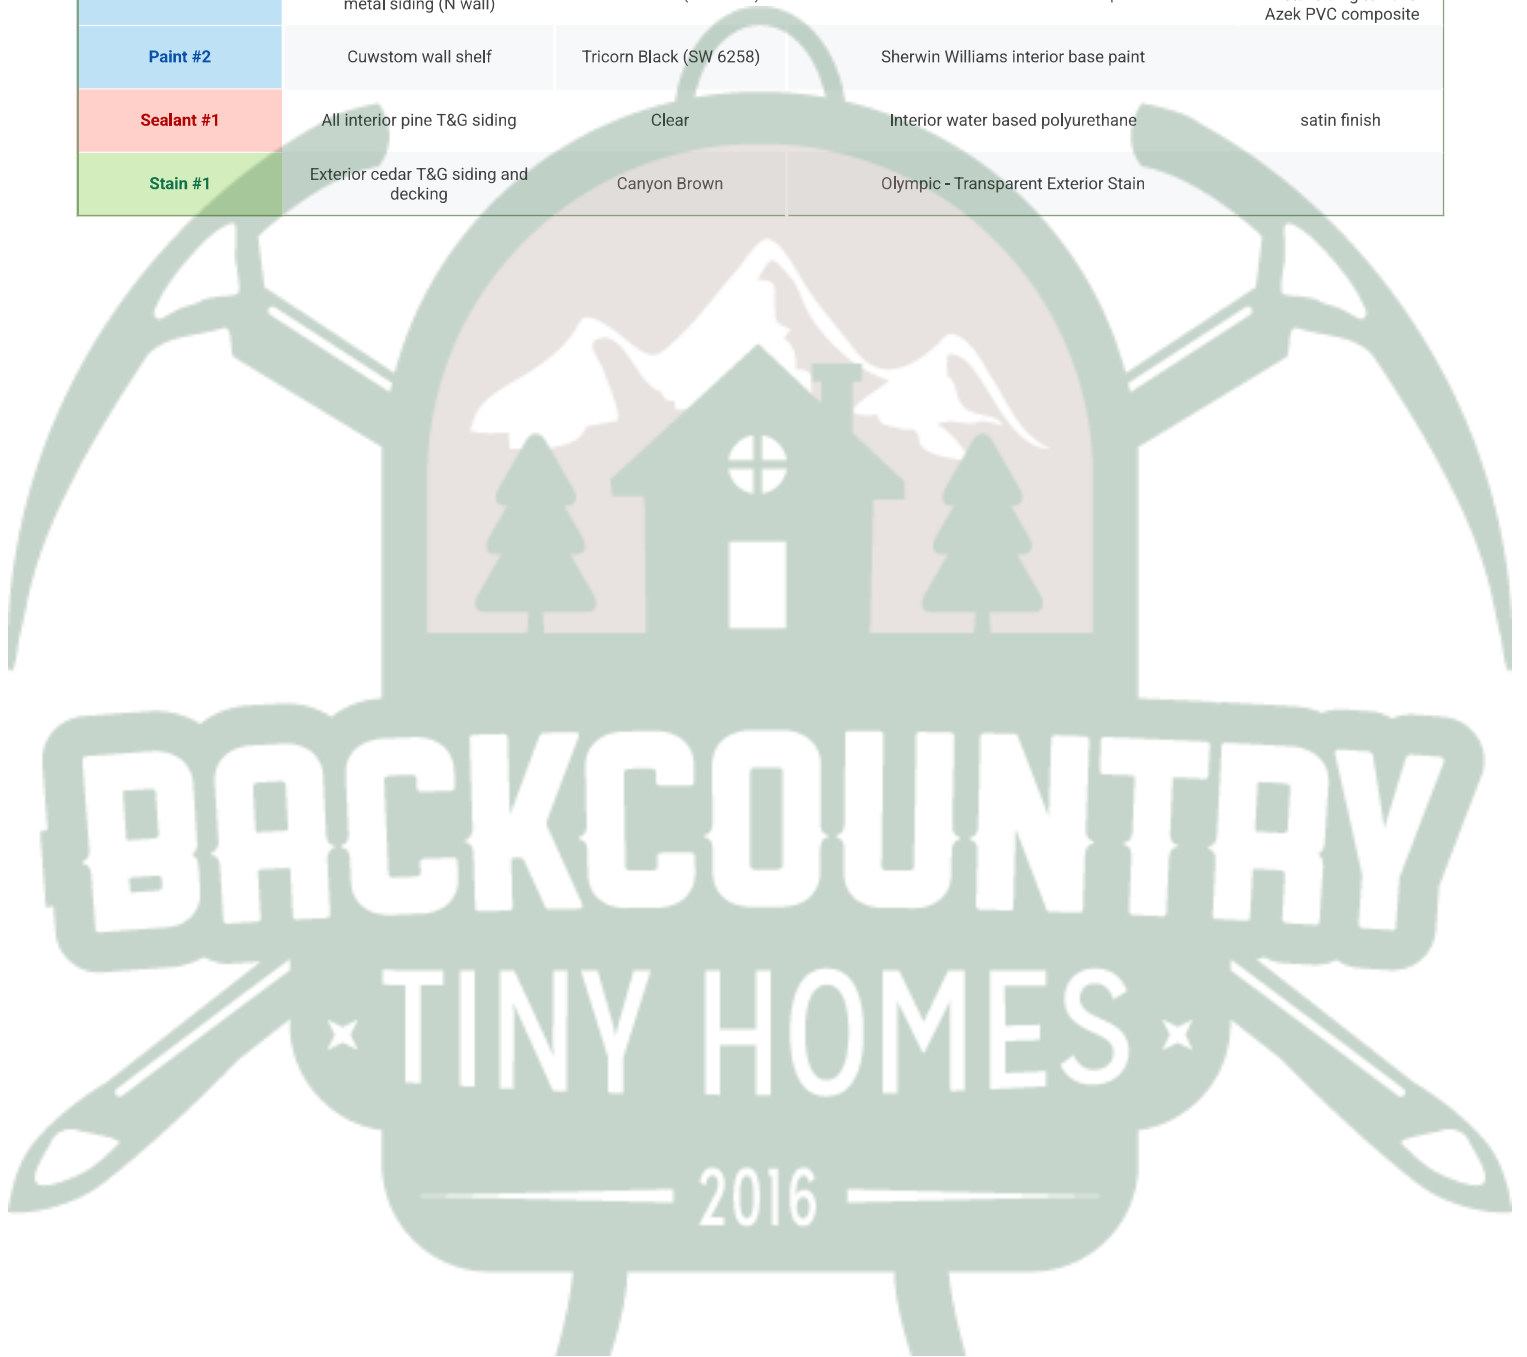 metal siding (N wall)
Azek PVC composite
Paint #2 Cuwstom wall shelf Tricorn Black (SW 6258) Sherwin Williams interior base paint
Sealant #1 All interior pine T&G siding Clear Interior water based polyurethane satin finish
Stain #1 Exterior cedar T&G siding and decking Canyon Brown Olympic - Transparent Exterior Stain
BACKCOUNTRY
TINY HOMES
2016